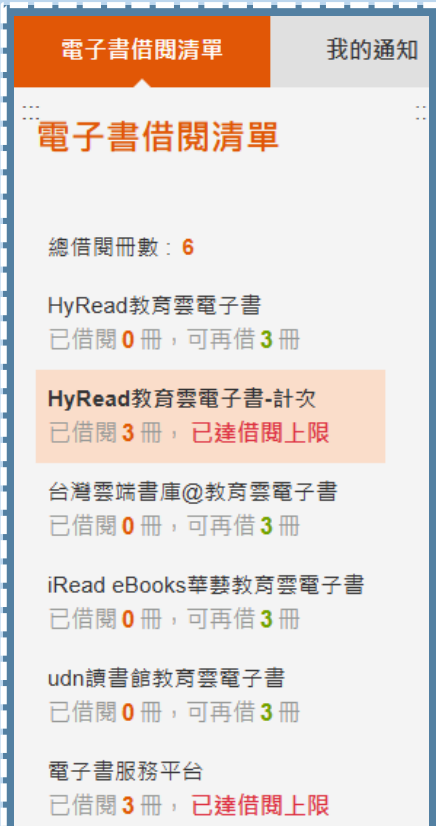 電子書借閱清單
我的通知
電子書借閱清單
總借閱冊數：6
HyRead教育雲電子書
已借閱 0 冊，可再借 3 冊
HyRead教育雲電子書-計次
已借閱 3 冊， 已達借閱上限
台灣雲端書庫@教育雲電子書
已借閱 0 冊，可再借 3 冊
iRead eBooks華藝教育雲電子書
已借閱 0 冊，可再借 3 冊
udn讀書館教育雲電子書
已借閱 0 冊，可再借 3 冊
電子書服務平台
已借閱 3 冊， 已達借閱上限